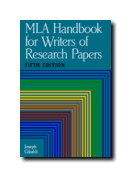 MLA Handbook
for Writers of
Research Papers
FIFTH EDITION
Joseph
Gibaldi